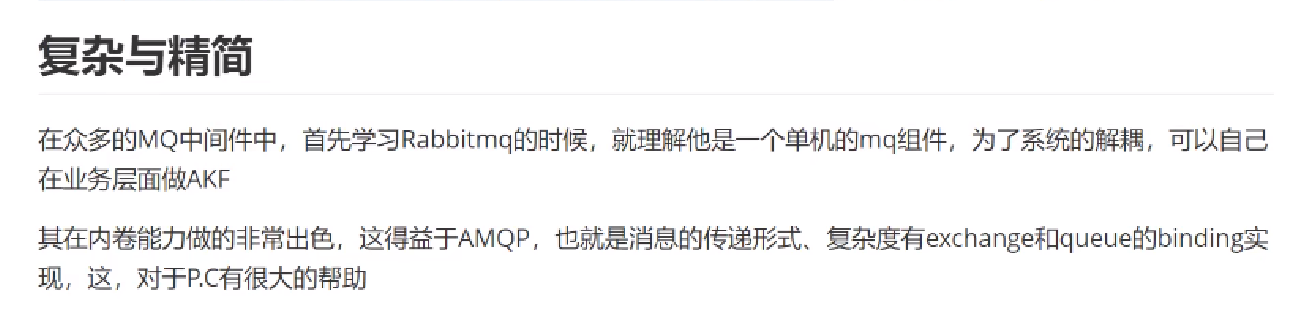 复杂与精简
在众多的MQ中间件中，首先学习Rabbitmq的时候，就理解他是一个单机的mq组件，为了系统的解耦，可以自己
在业务层面做AKF
其在内卷能力做的非常出色，这得益于AMQP，也就是消息的传递形式、复杂度有exchange和queue的binding实
现，这，对于P.C有很大的帮助